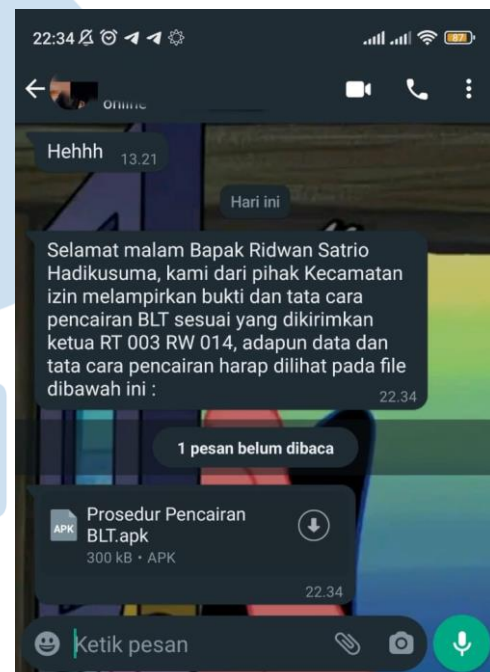 22:34
87
online
Hehhh 13.21
Hari ini
Selamat malam Bapak Ridwan Satrio
Hadikusuma, kami dari pihak Kecamatan
izin melampirkan bukti dan tata cara
pencairan BLT sesuai yang dikirimkan
ketua RT 003 RW 014, adapun data dan
tata cara pencairan harap dilihat pada file
dibawah ini :
22.34
1 pesan belum dibaca
APK
Prosedur Pencairan
BLT.apk
300 kB • APK
22.34
Ketik pesan